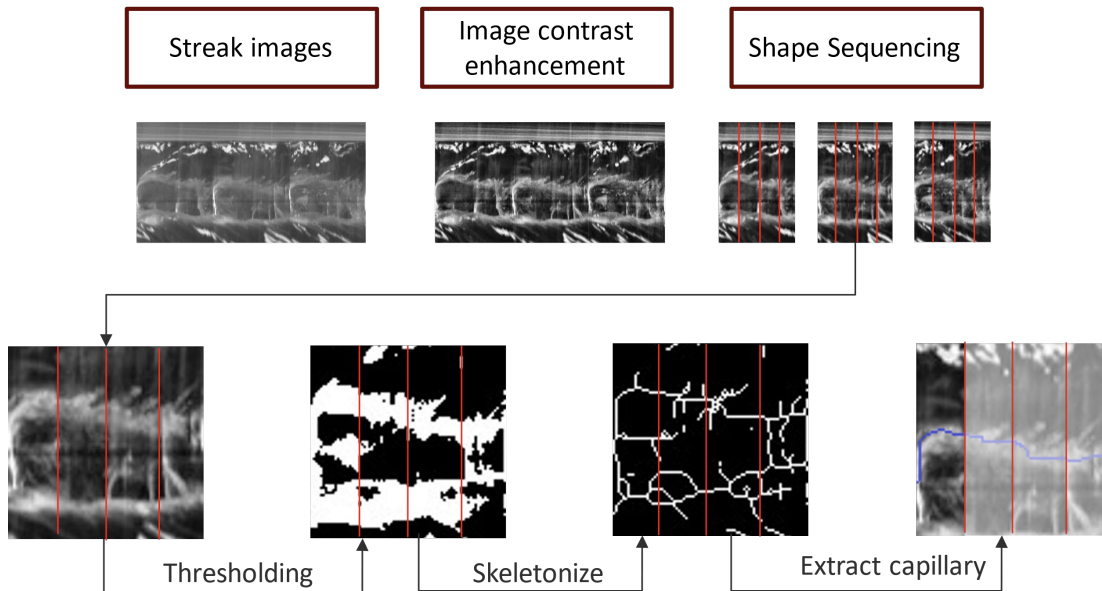 Streak images
Image contrast
enhancement
Shape Sequencing
Thresholding
Skeletonize
Extract capillary